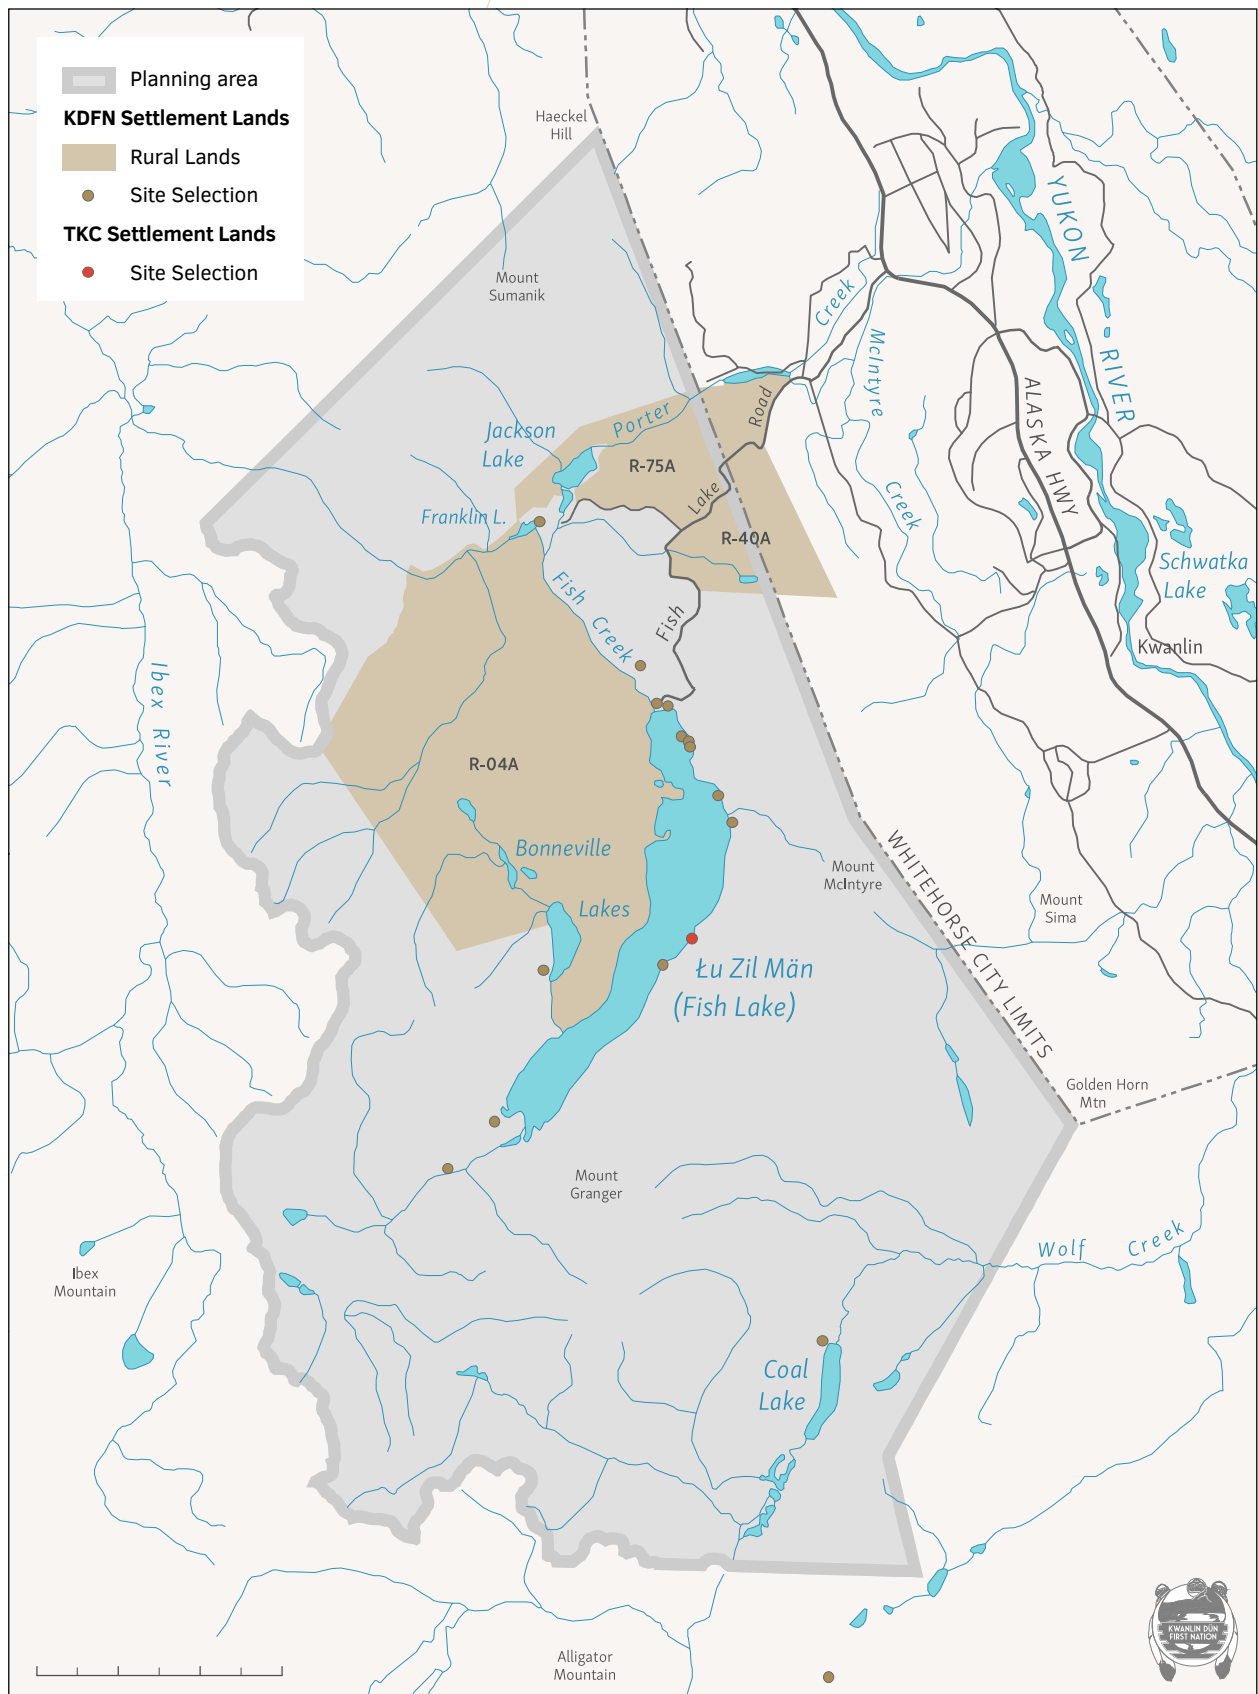 Planning area
KDFN Settlement Lands
Rural Lands
Site Selection
TKC Settlement Lands
Site Selection
Haeckel
Hill
Mount
Sumanik
YUKON
RIVER
Creek
McIntyre
Creek
Road
Lake
Fish
Porter
Jackson
Lake
R-75A
ALASKA HWY
Franklin L.
R-40A
Schwatka
Lake
Fish
Creek
Kwanlin
Ibex River
R-04A
Bonneville
Lakes
Mount
McIntyre
WHITEHORSE CITY LIMITS
Mount
Sima
Łu Zil Män
(Fish Lake)
Golden Horn
Mtn
Mount
Granger
Wolf Creek
Ibex
Mountain
Coal
Lake
Alligator
Mountain
KWANLIN DÜN
FIRST NATION